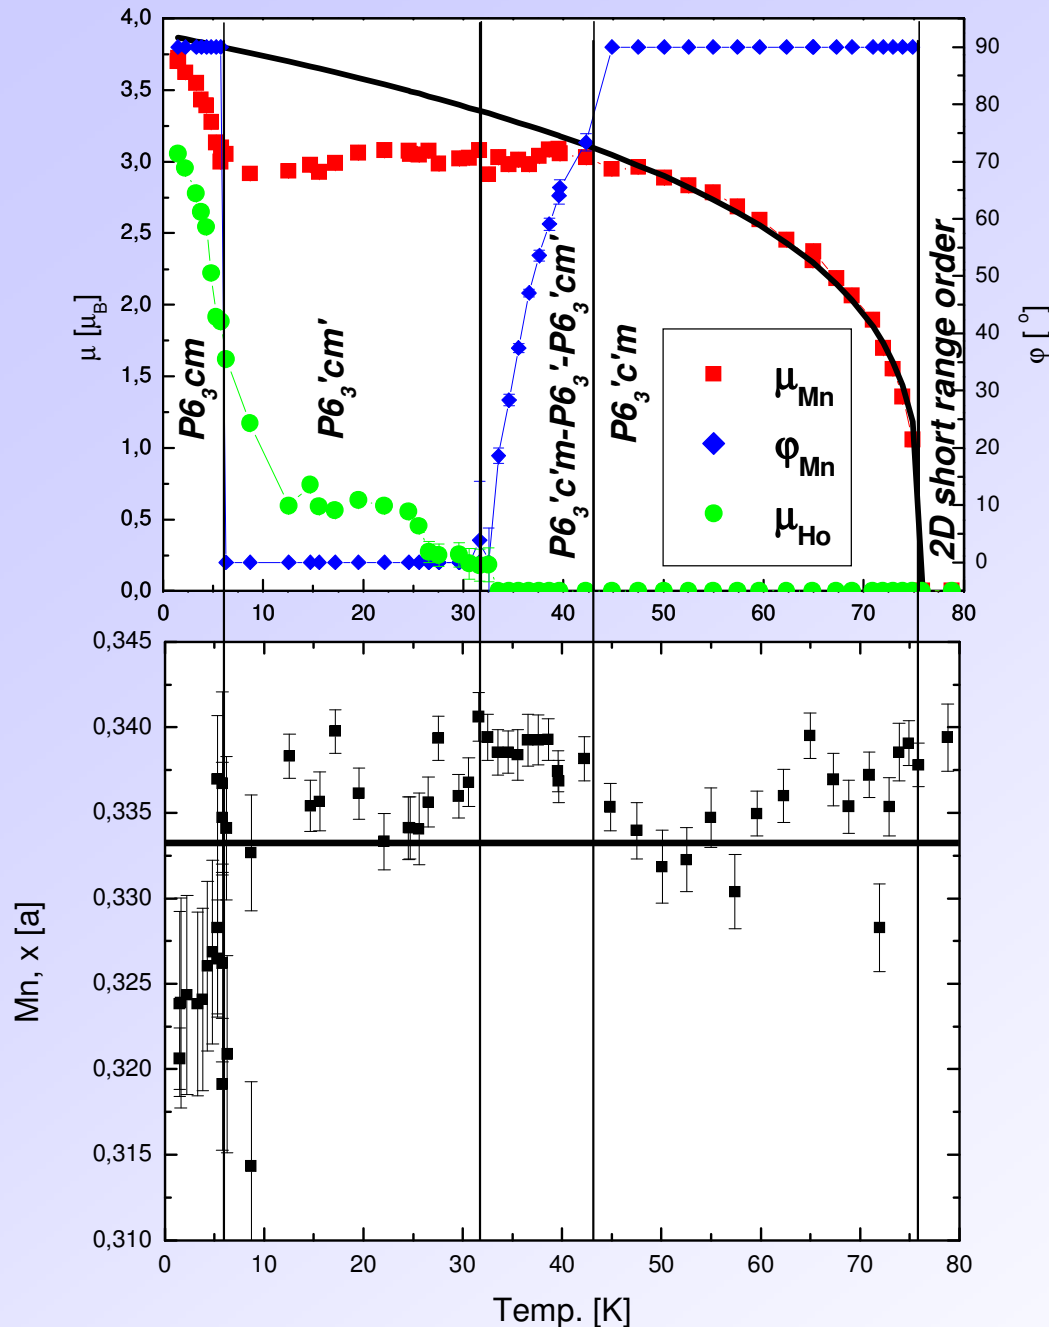 4,0
3,5
3,0
2,5
2,0
1,5
1,0
0,5
0,0
μ [μ_B]
90
80
70
60
50
40
30
20
10
0
φ [ °]
P6₃cm
P6₃'cm'
P6₃'c'm-P6₃'-P6₃'cm'
P6₃'c'm
2D short range order
μ_Mn
φ_Mn
μ_Ho
0 10 20 30 40 50 60 70 80
0,345
0,340
0,335
0,330
0,325
0,320
0,315
0,310
Mn, x [a]
0 10 20 30 40 50 60 70 80
Temp. [K]